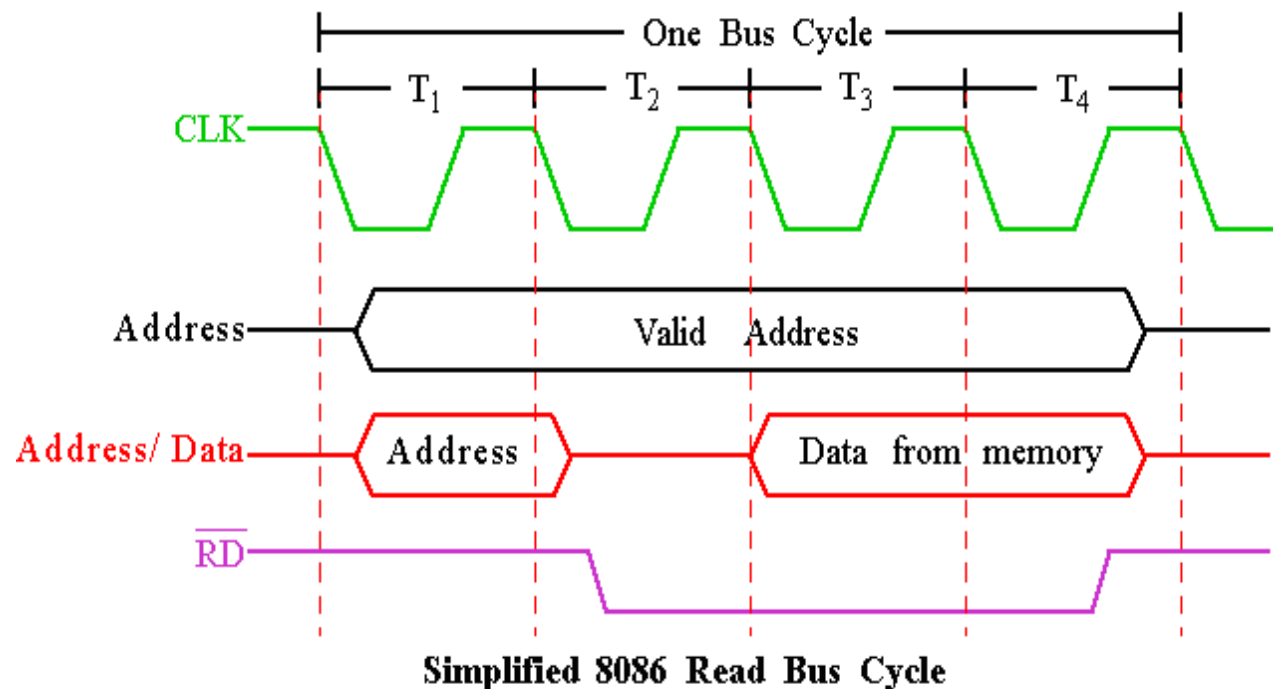 One Bus Cycle
T₁ T₂ T₃ T₄
CLK
Address Valid Address
Address/ Data Address Data from memory
R̅D̅
Simplified 8086 Read Bus Cycle